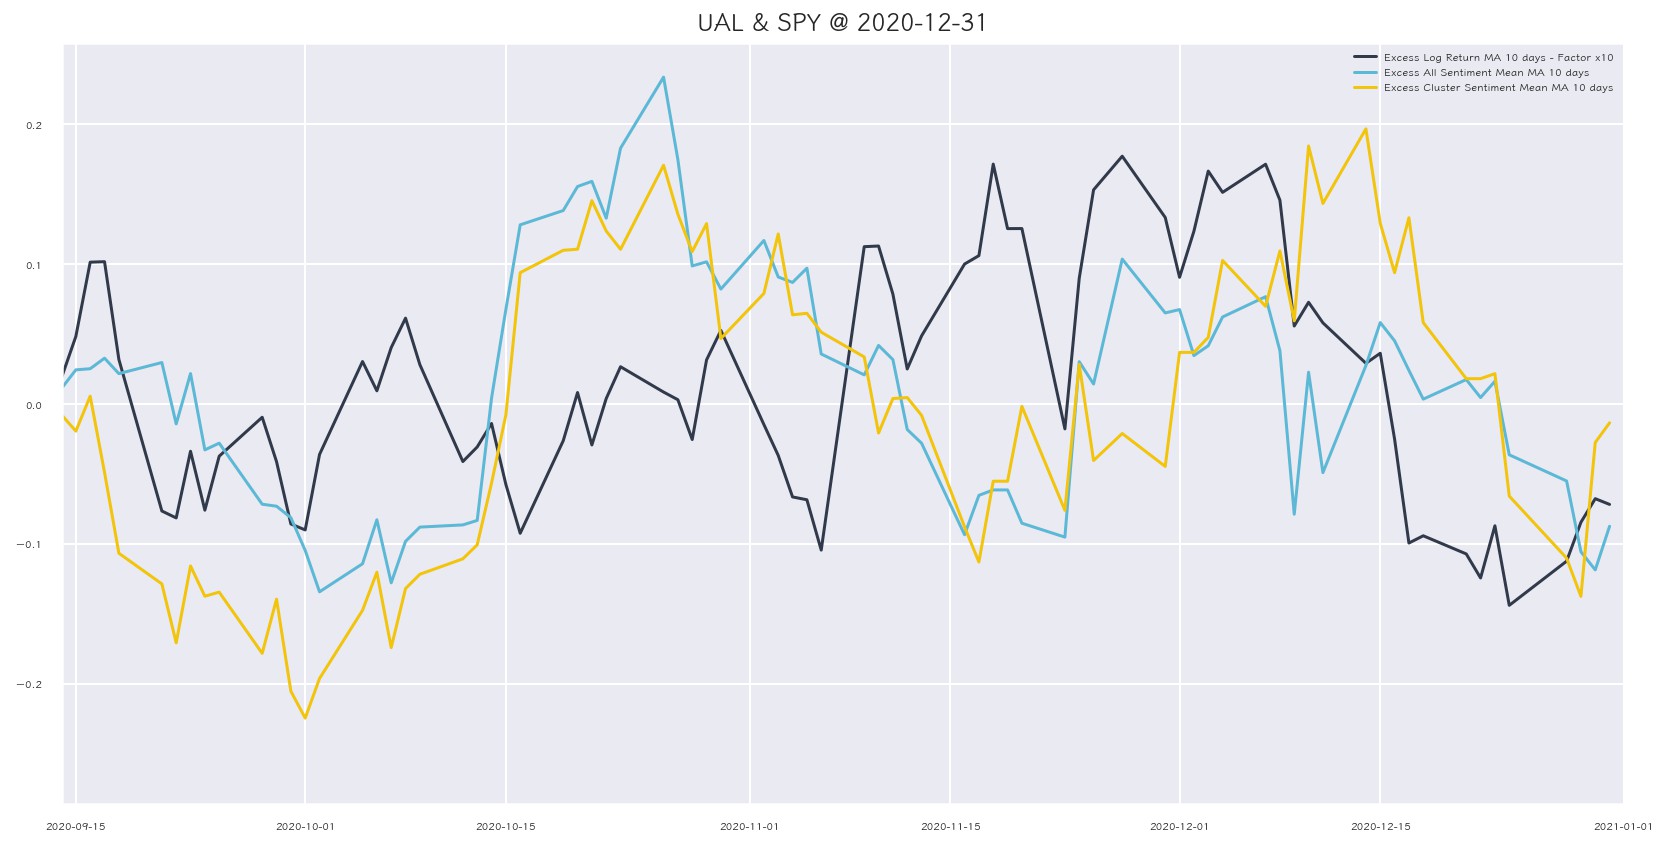 UAL & SPY @ 2020-12-31
Excess Log Return MA 10 days - Factor x10
Excess All Sentiment Mean MA 10 days
Excess Cluster Sentiment Mean MA 10 days
0.2
0.1
0.0
−0.1
−0.2
2020-09-15 2020-10-01 2020-10-15 2020-11-01 2020-11-15 2020-12-01 2020-12-15 2021-01-01